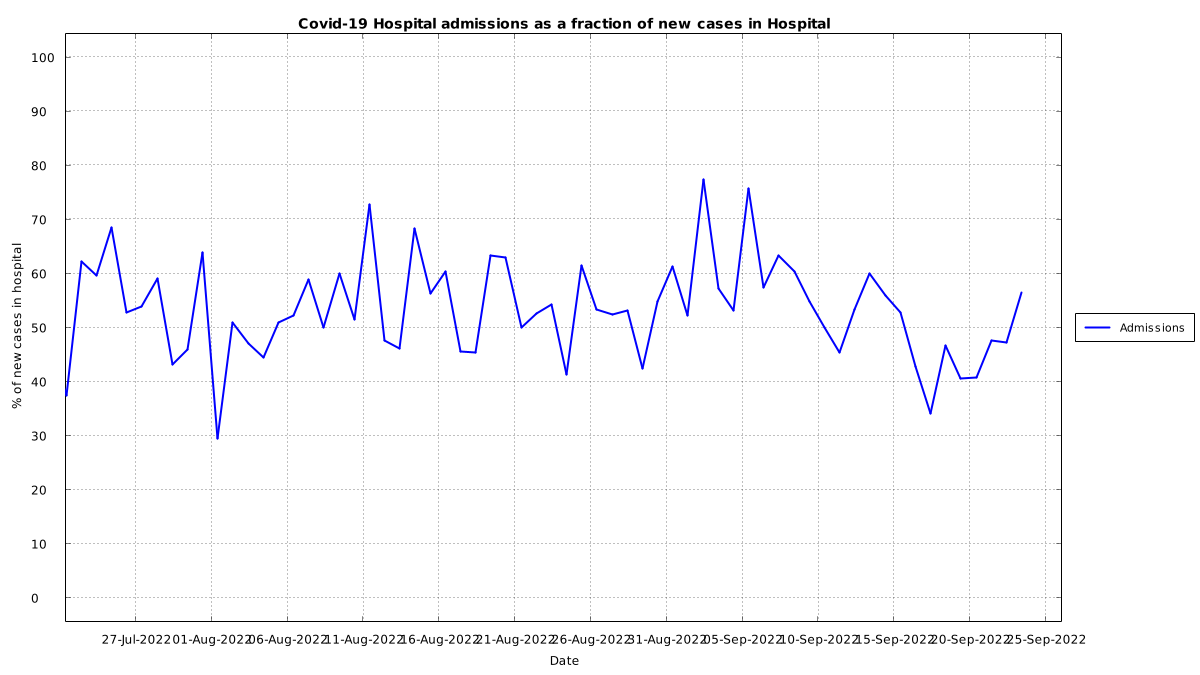 Covid-19 Hospital admissions as a fraction of new cases in Hospital
100
90
80
70
60
50
40
30
20
10
0
% of new cases in hospital
27-Jul-2022 01-Aug-2022 06-Aug-2022 11-Aug-2022 16-Aug-2022 21-Aug-2022 26-Aug-2022 31-Aug-2022 05-Sep-2022 10-Sep-2022 15-Sep-2022 20-Sep-2022 25-Sep-2022
Date
Admissions